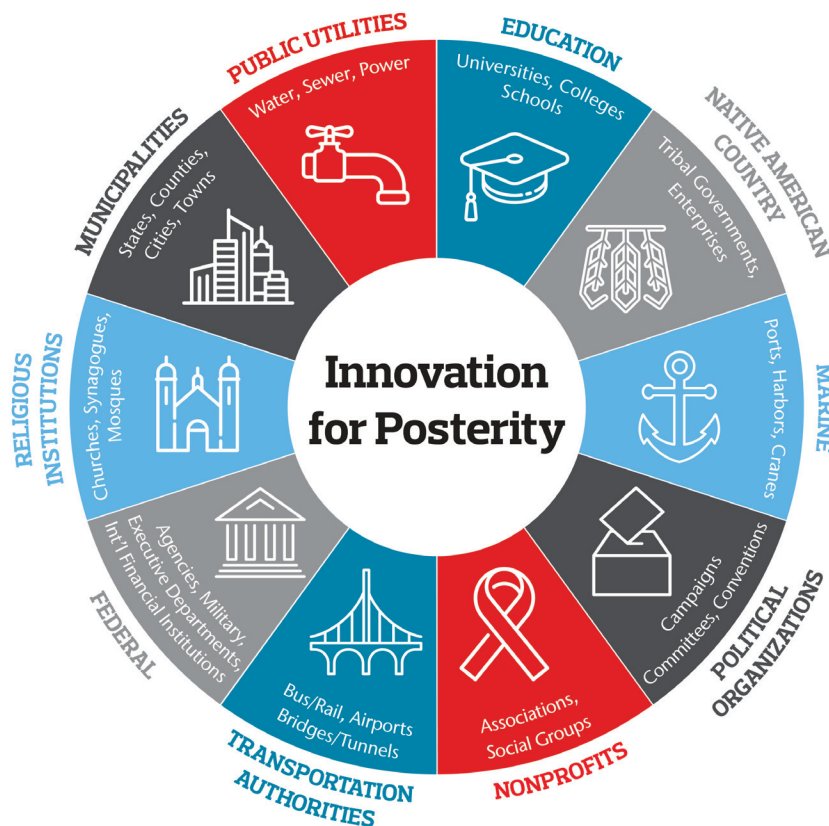 Innovation
for Posterity
PUBLIC UTILITIES
Water, Sewer, Power
EDUCATION
Universities, Colleges
Schools
NATIVE AMERICAN
COUNTRY
Tribal Governments,
Enterprises
MARINE
Ports, Harbors, Cranes
POLITICAL
ORGANIZATIONS
Campaigns
Committees, Conventions
NONPROFITS
Associations,
Social Groups
TRANSPORTATION
AUTHORITIES
Bus/Rail, Airports
Bridges/Tunnels
FEDERAL
Agencies, Military,
Executive Departments,
Int'l Financial Institutions
RELIGIOUS
INSTITUTIONS
Churches, Synagogues,
Mosques
MUNICIPALITIES
States, Counties,
Cities, Towns